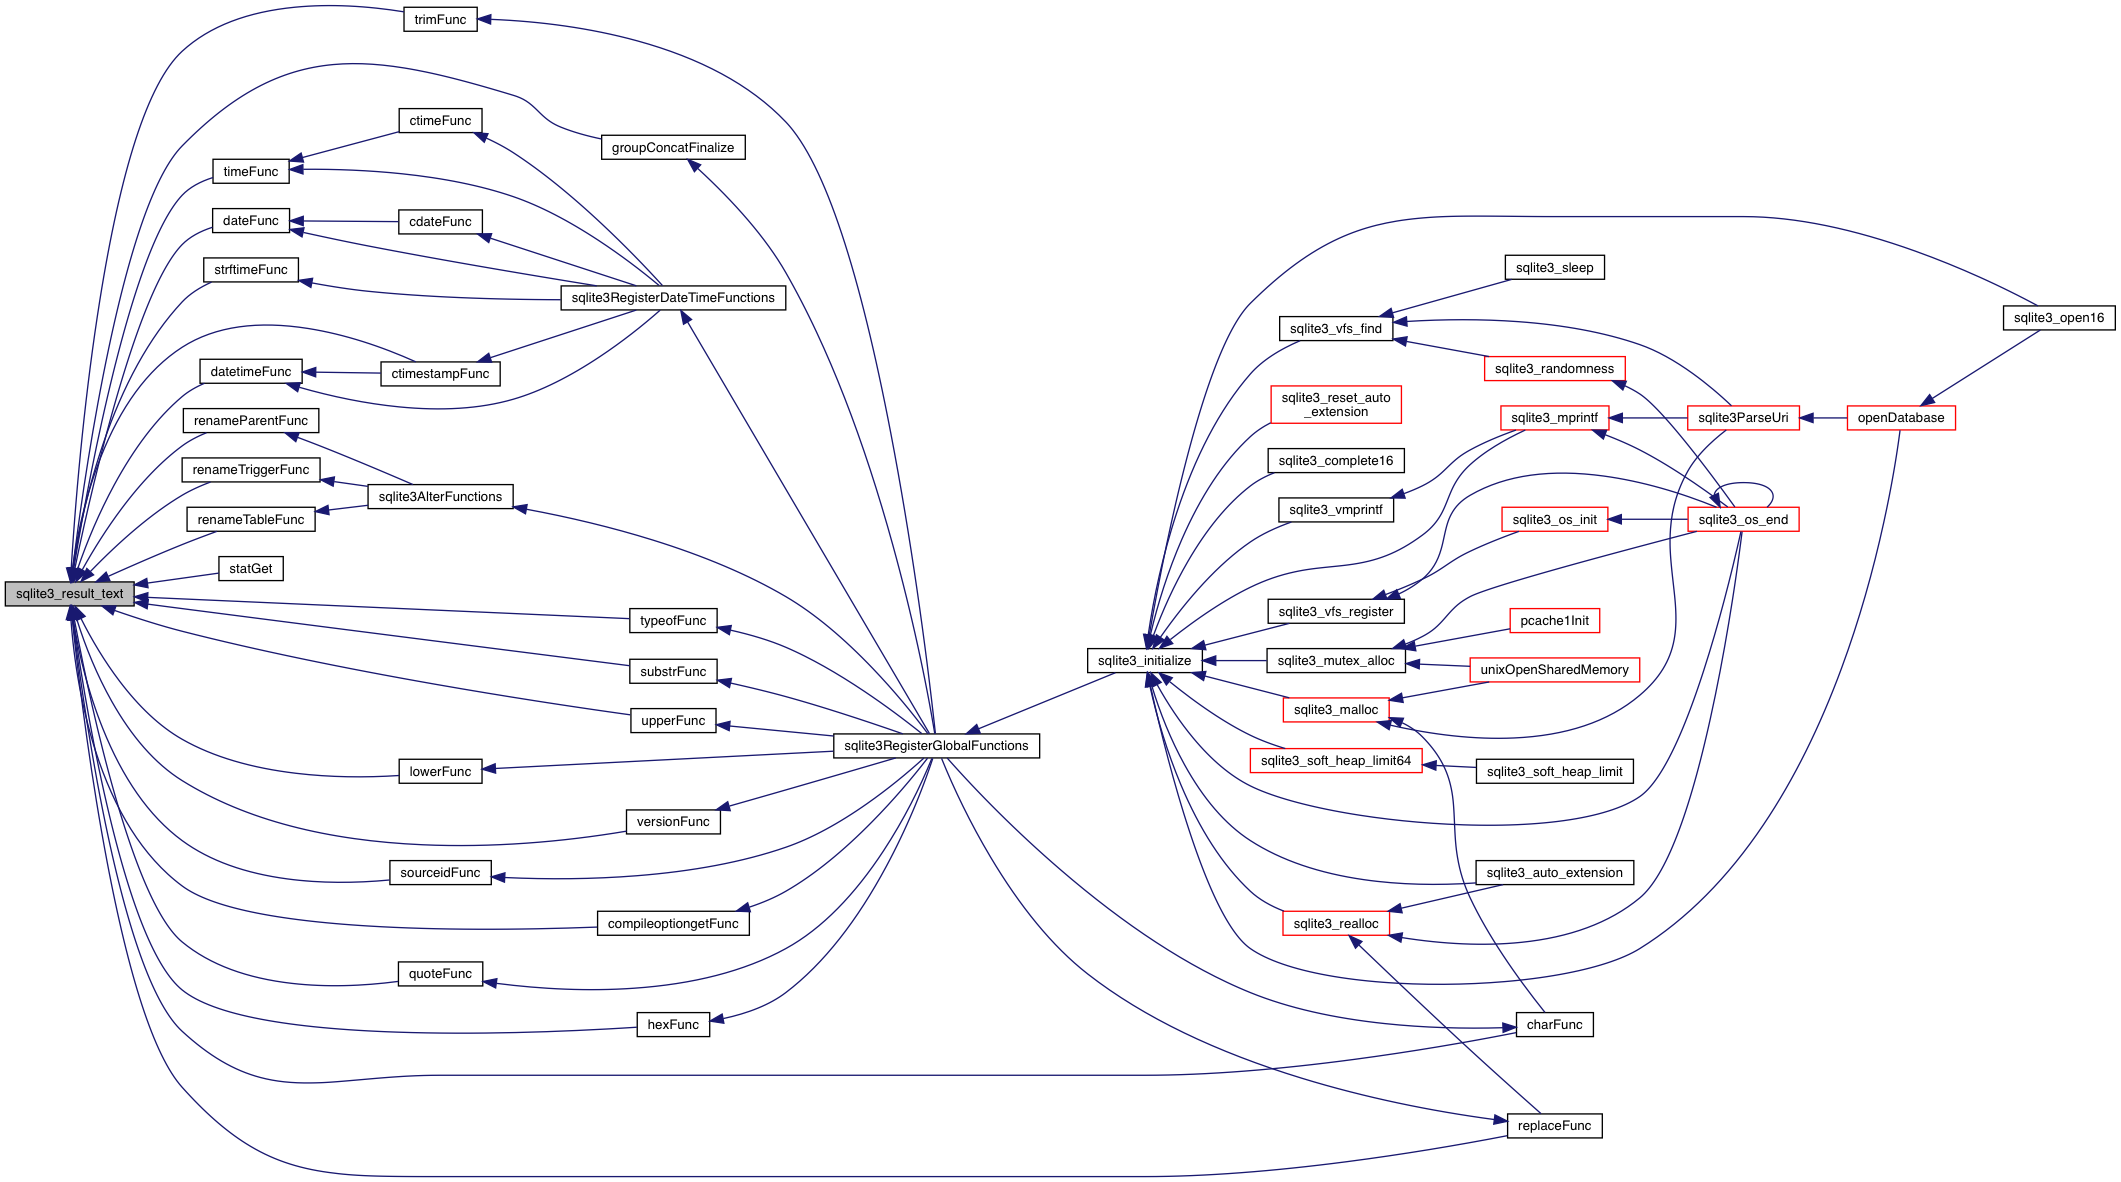 trimFunc
ctimeFunc
groupConcatFinalize
timeFunc
dateFunc
cdateFunc
strftimeFunc
sqlite3RegisterDateTimeFunctions
datetimeFunc
ctimestampFunc
renameParentFunc
renameTriggerFunc
sqlite3AlterFunctions
renameTableFunc
statGet
sqlite3_result_text
typeofFunc
substrFunc
upperFunc
sqlite3RegisterGlobalFunctions
lowerFunc
versionFunc
sourceidFunc
compileoptiongetFunc
quoteFunc
hexFunc
sqlite3_initialize
sqlite3_sleep
sqlite3_open16
sqlite3_vfs_find
sqlite3_randomness
sqlite3_reset_auto
_extension
sqlite3_mprintf
sqlite3ParseUri
openDatabase
sqlite3_complete16
sqlite3_vmprintf
sqlite3_os_init
sqlite3_os_end
sqlite3_vfs_register
pcache1Init
sqlite3_mutex_alloc
unixOpenSharedMemory
sqlite3_malloc
sqlite3_soft_heap_limit64
sqlite3_soft_heap_limit
sqlite3_auto_extension
sqlite3_realloc
charFunc
replaceFunc